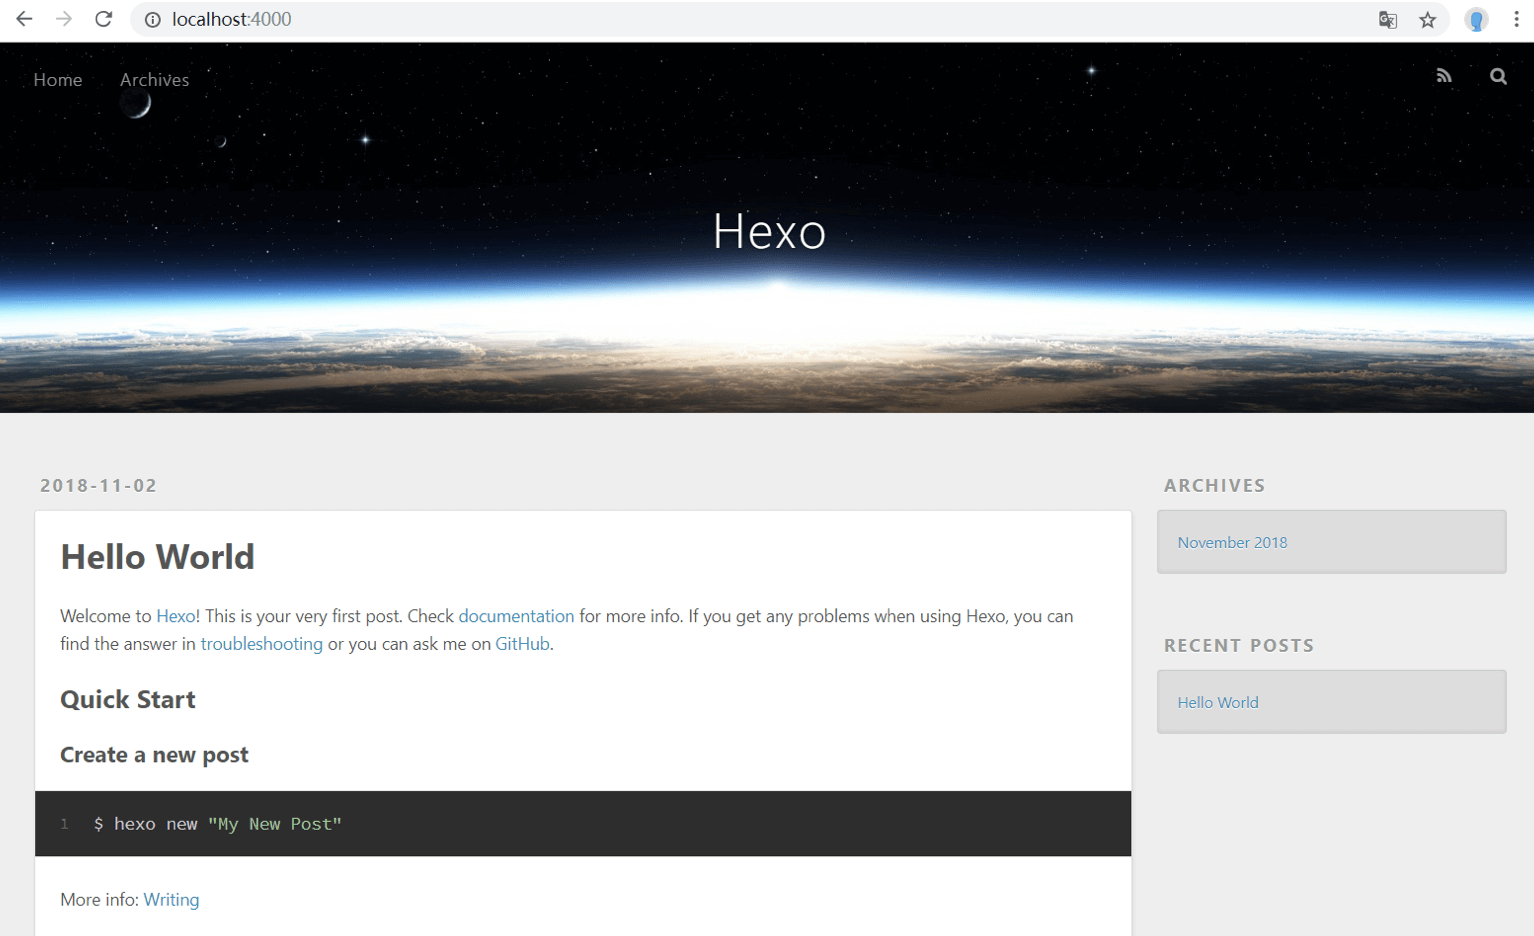 localhost:4000
Home Archives
Hexo
2018-11-02
Hello World
Welcome to Hexo! This is your very first post. Check documentation for more info. If you get any problems when using Hexo, you can
find the answer in troubleshooting or you can ask me on GitHub.
Quick Start
Create a new post
1 $ hexo new "My New Post"
More info: Writing
ARCHIVES
November 2018
RECENT POSTS
Hello World